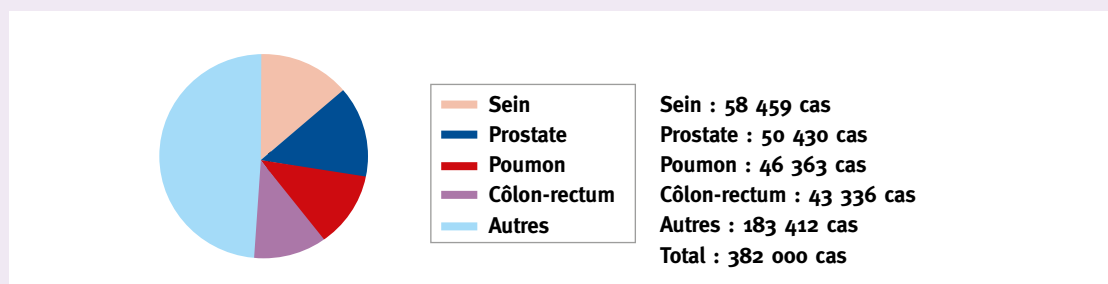 Sein
Prostate
Poumon
Côlon-rectum
Autres
Sein : 58 459 cas
Prostate : 50 430 cas
Poumon : 46 363 cas
Côlon-rectum : 43 336 cas
Autres : 183 412 cas
Total : 382 000 cas